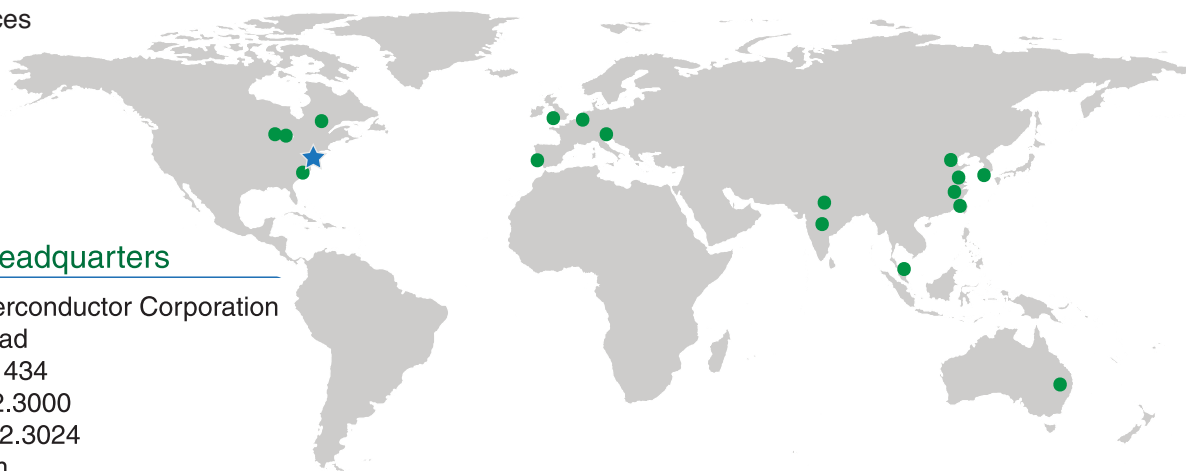 ces
eadquarters
erconductor Corporation
ad
434
2.3000
2.3024